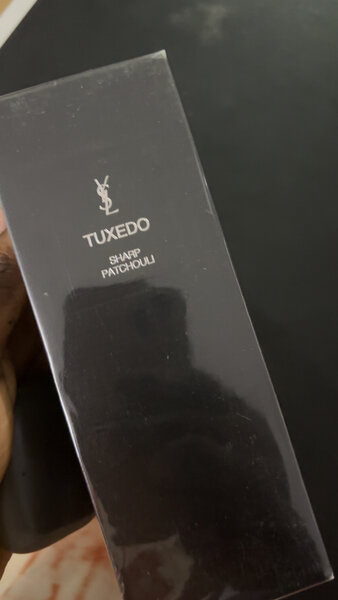 YSL
TUXEDO
SHARP
PATCHOULI